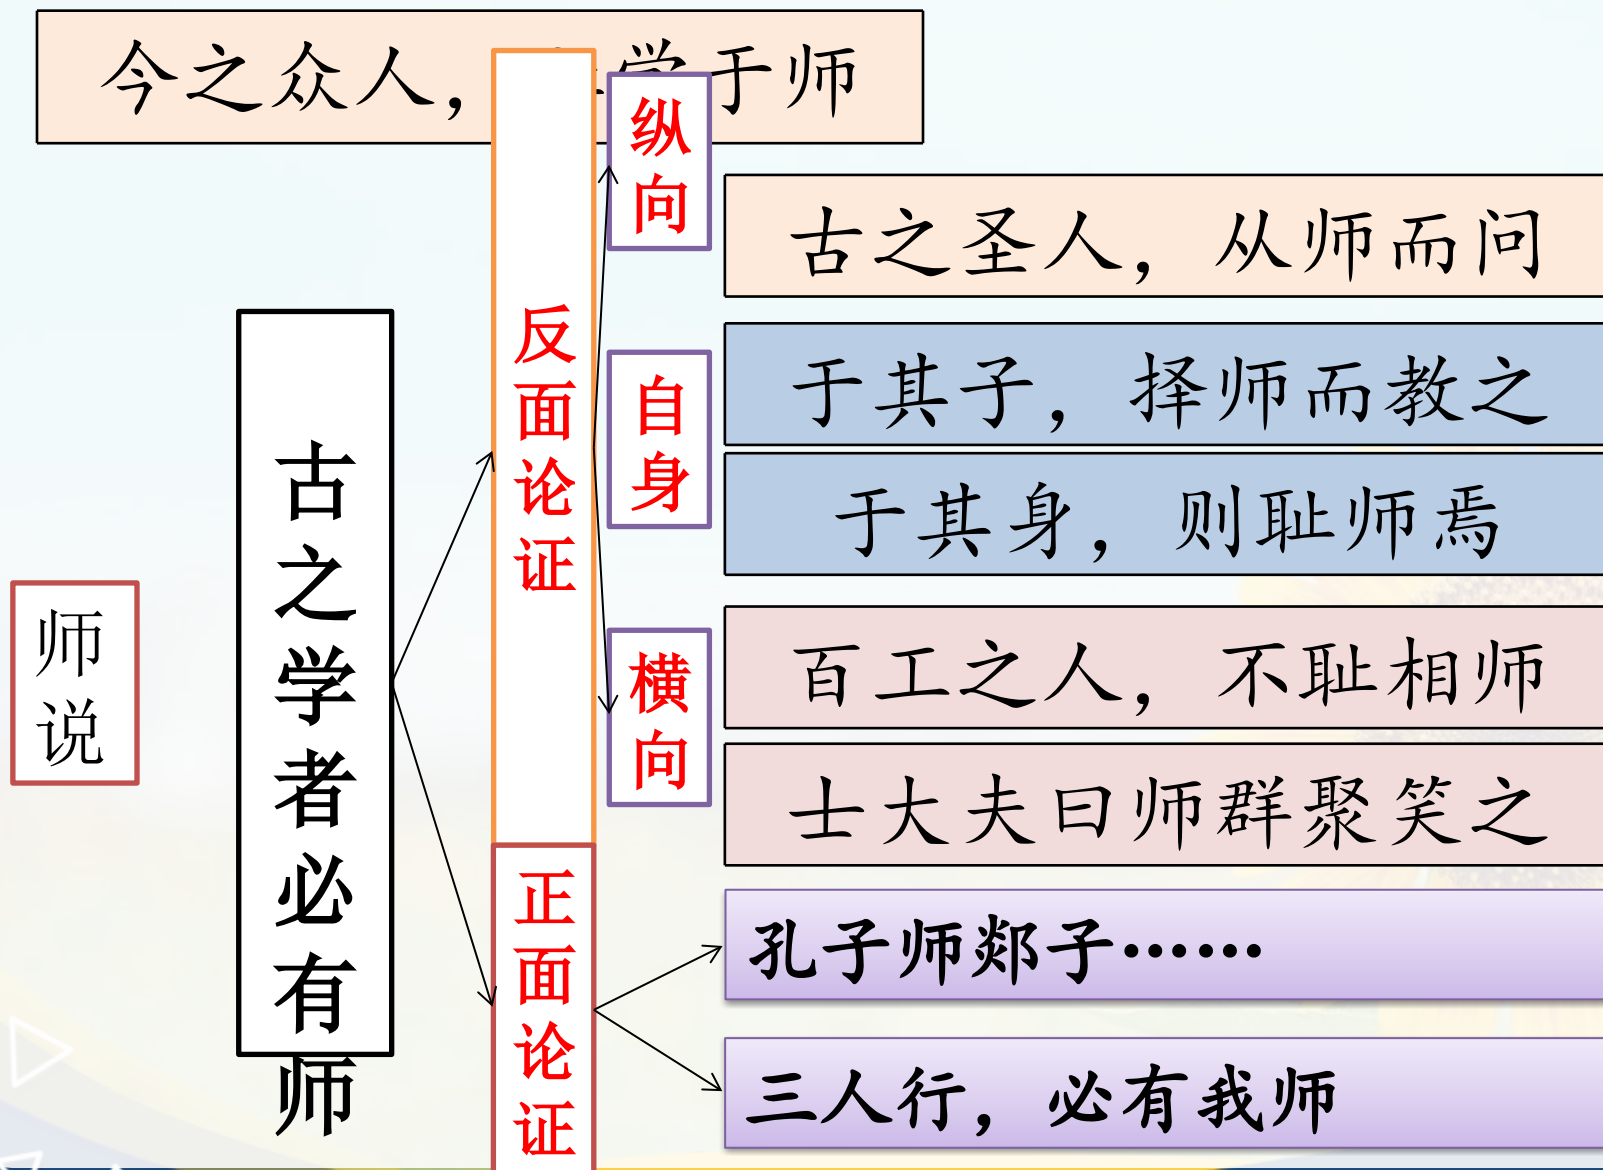 今之众人，学于师
纵向
古之圣人，从师而问
反面论证
自身
于其子，择师而教之
于其身，则耻师焉
师说
古之学者必有师
横向
百工之人，不耻相师
士大夫曰师群聚笑之
正面论证
孔子师郯子······
三人行，必有我师